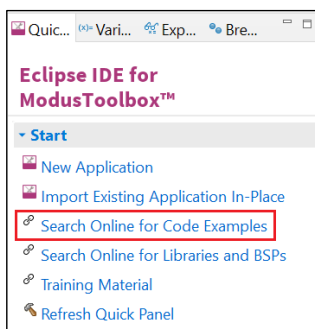 Quic... (x)= Vari... Exp... Bre...
Eclipse IDE for
ModusToolbox™
Start
New Application
Import Existing Application In-Place
Search Online for Code Examples
Search Online for Libraries and BSPs
Training Material
Refresh Quick Panel